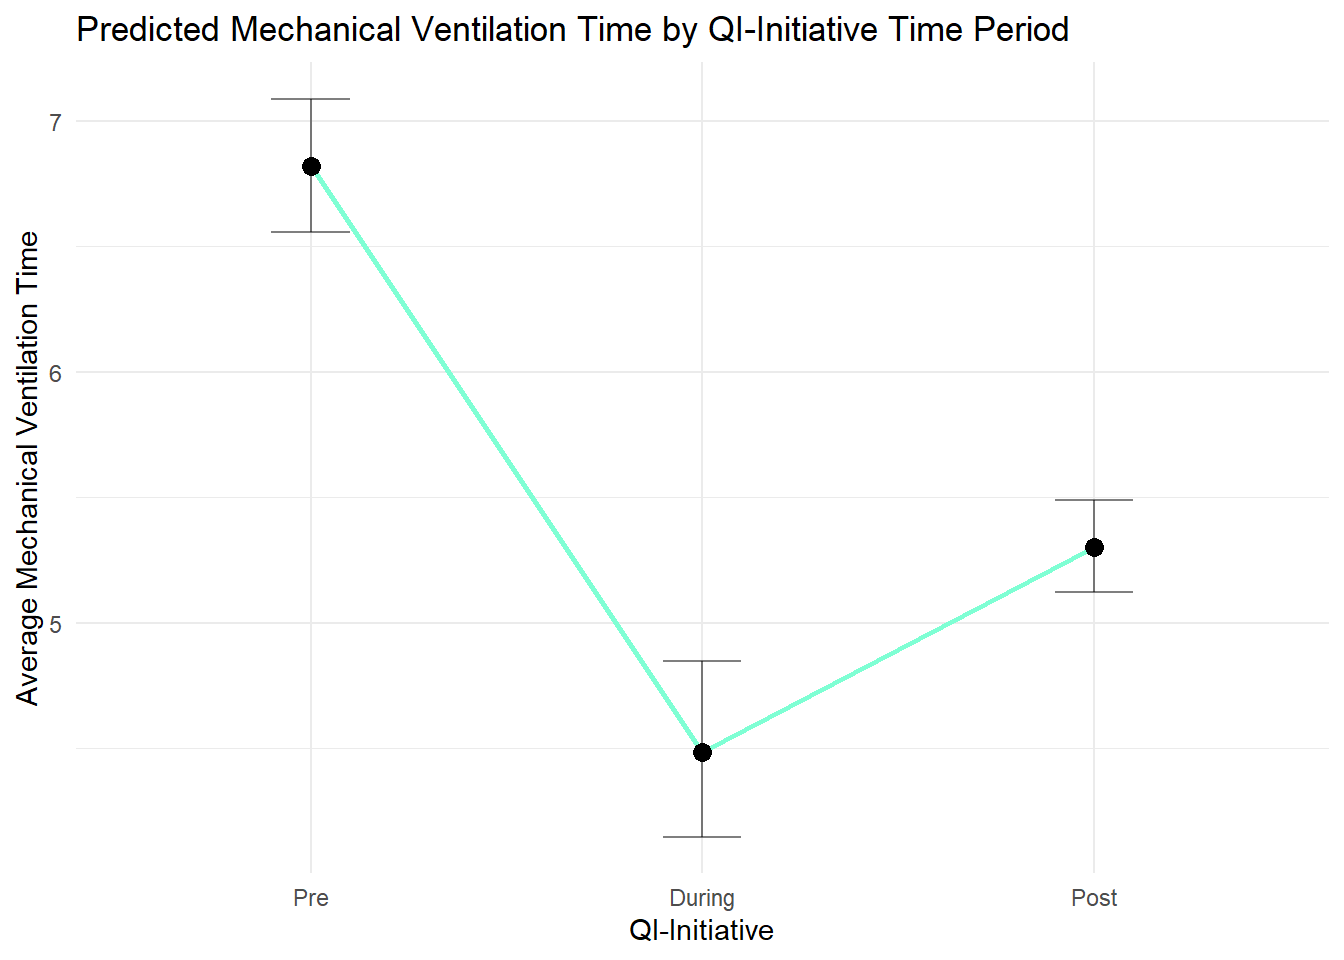 Predicted Mechanical Ventilation Time by QI-Initiative Time Period
Average Mechanical Ventilation Time
7
6
5
Pre
During
Post
QI-Initiative